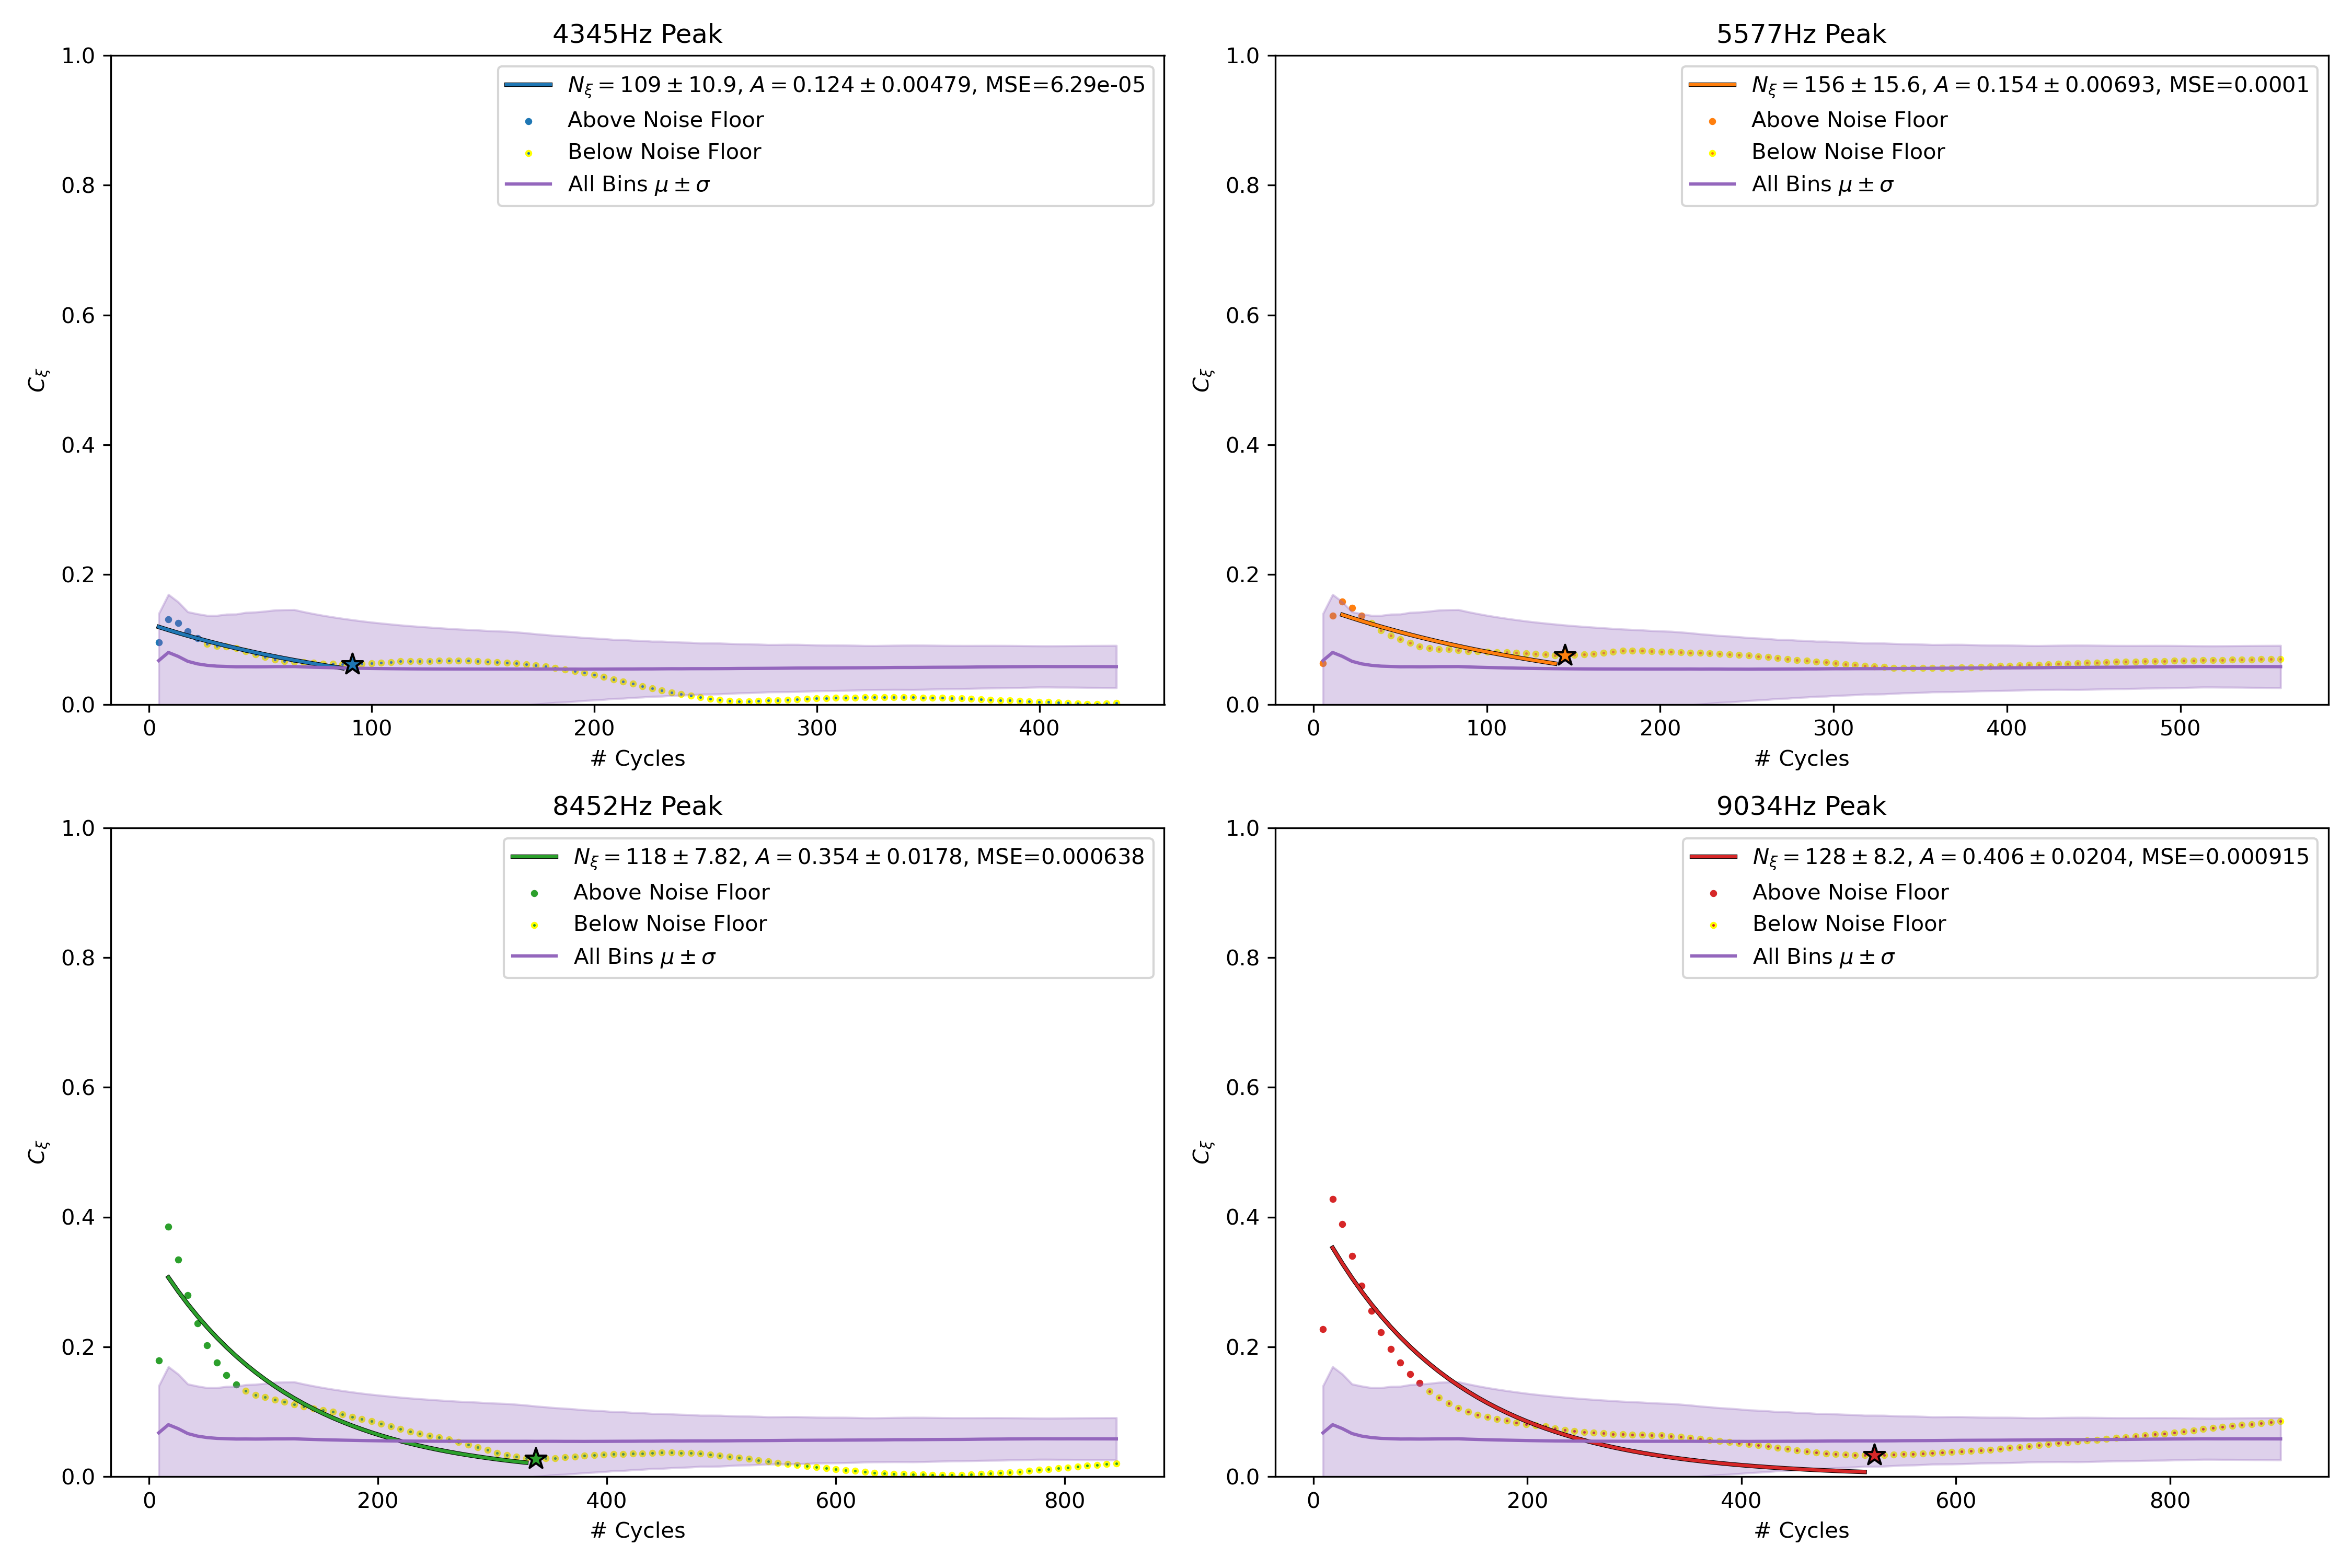 4345Hz Peak
1.0
0.8
0.6
0.4
0.2
0.0
C_ξ
0 100 200 300 400
# Cycles
N_ξ = 109 ± 10.9, A = 0.124 ± 0.00479, MSE=6.29e-05
Above Noise Floor
Below Noise Floor
All Bins μ ± σ
5577Hz Peak
1.0
0.8
0.6
0.4
0.2
0.0
C_ξ
0 100 200 300 400 500
# Cycles
N_ξ = 156 ± 15.6, A = 0.154 ± 0.00693, MSE=0.0001
Above Noise Floor
Below Noise Floor
All Bins μ ± σ
8452Hz Peak
1.0
0.8
0.6
0.4
0.2
0.0
C_ξ
0 200 400 600 800
# Cycles
N_ξ = 118 ± 7.82, A = 0.354 ± 0.0178, MSE=0.000638
Above Noise Floor
Below Noise Floor
All Bins μ ± σ
9034Hz Peak
1.0
0.8
0.6
0.4
0.2
0.0
C_ξ
0 200 400 600 800
# Cycles
N_ξ = 128 ± 8.2, A = 0.406 ± 0.0204, MSE=0.000915
Above Noise Floor
Below Noise Floor
All Bins μ ± σ